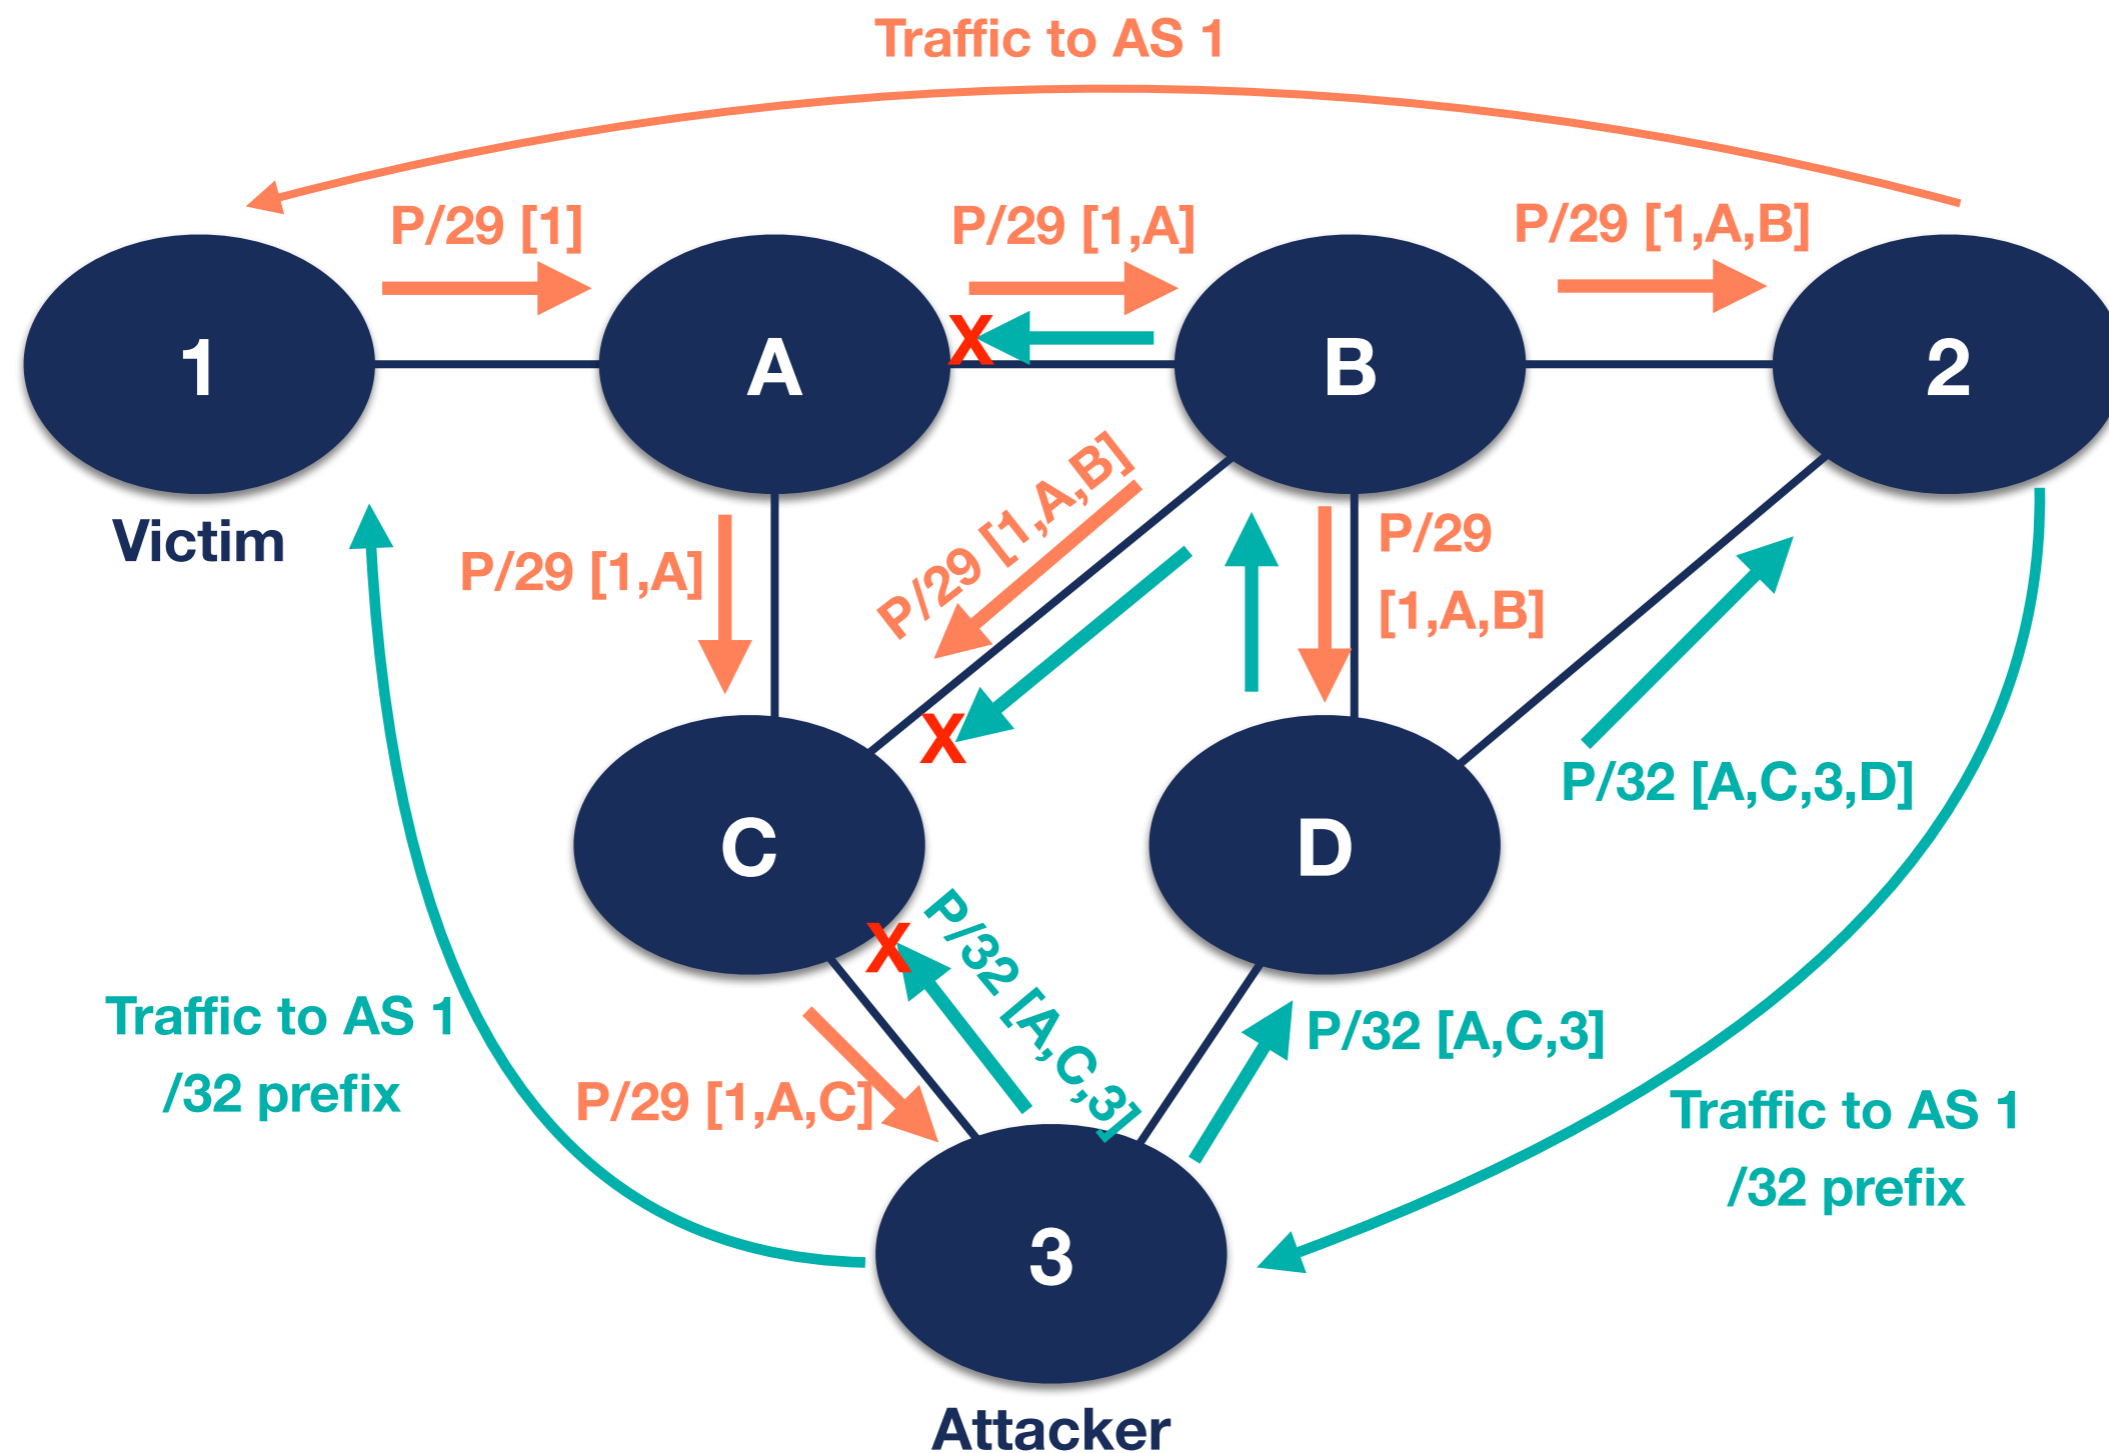 Traffic to AS 1
P/29 [1]
P/29 [1,A]
P/29 [1,A,B]
X
1
A
B
2
Victim
P/29 [1,A]
P/29 [1,A,B]
P/29
[1,A,B]
X
P/32 [A,C,3,D]
C
D
X
P/32 [A,C,3]
Traffic to AS 1
/32 prefix
P/29 [1,A,C]
P/32 [A,C,3]
Traffic to AS 1
/32 prefix
3
Attacker